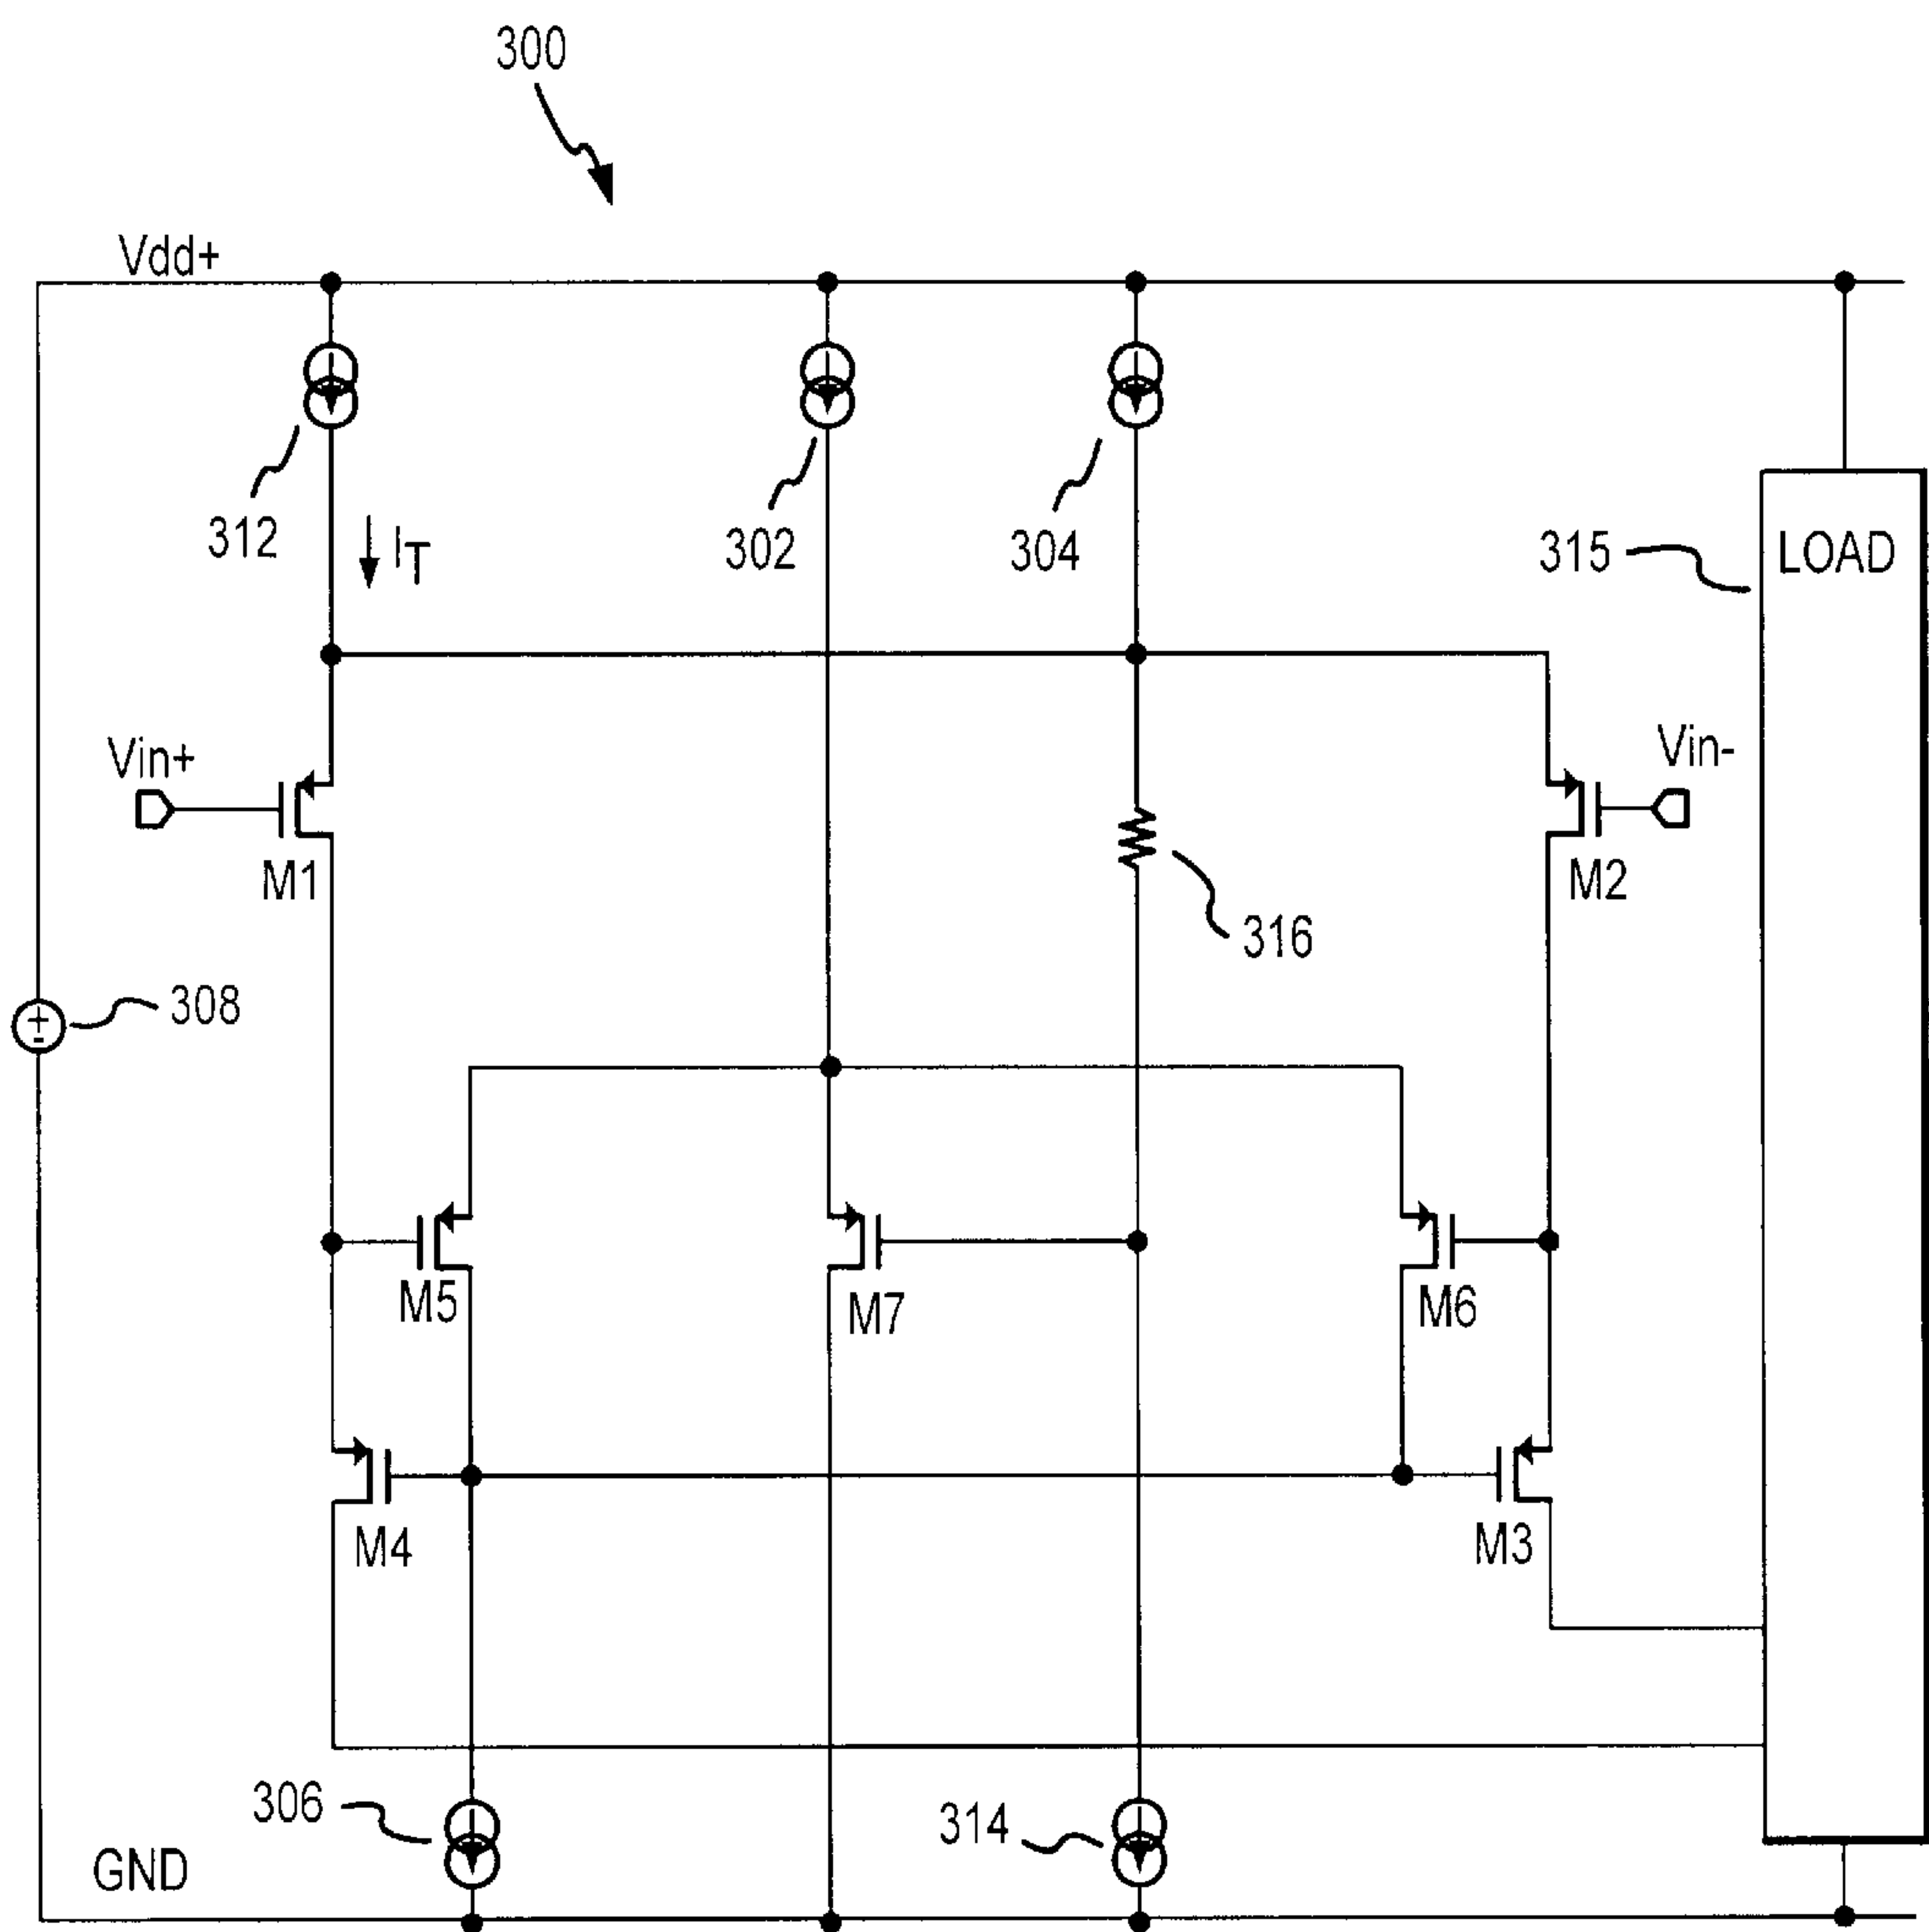 300
Vdd+
312
I_T
302
304
315
LOAD
Vin+
Vin-
M1
M2
316
308
+
-
M5
M7
M6
M4
M3
306
314
GND